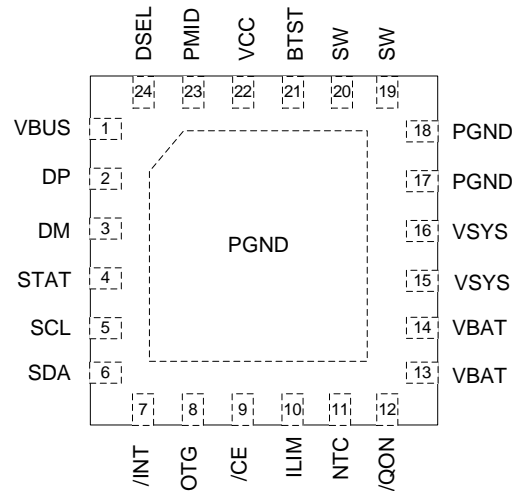 DSEL PMID VCC BTST SW SW
24 23 22 21 20 19
VBUS 1 18 PGND
DP 2 17 PGND
DM 3 16 VSYS
PGND
STAT 4 15 VSYS
SCL 5 14 VBAT
SDA 6 13 VBAT
7 8 9 10 11 12
/INT OTG /CE ILIM NTC /QON